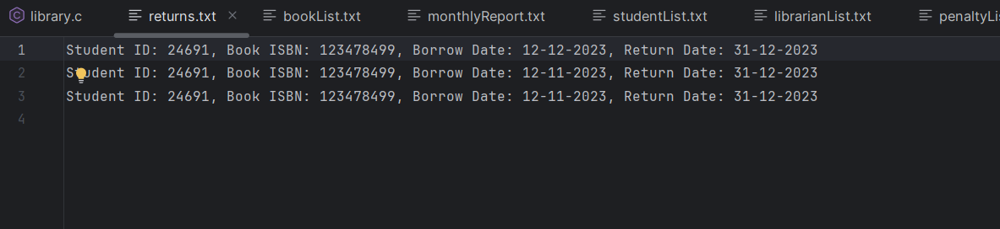 library.c returns.txt bookList.txt monthlyReport.txt studentList.txt librarianList.txt
1 Student ID: 24691, Book ISBN: 123478499, Borrow Date: 12-12-2023, Return Date: 31-12-2023
2 Student ID: 24691, Book ISBN: 123478499, Borrow Date: 12-11-2023, Return Date: 31-12-2023
3 Student ID: 24691, Book ISBN: 123478499, Borrow Date: 12-11-2023, Return Date: 31-12-2023
4